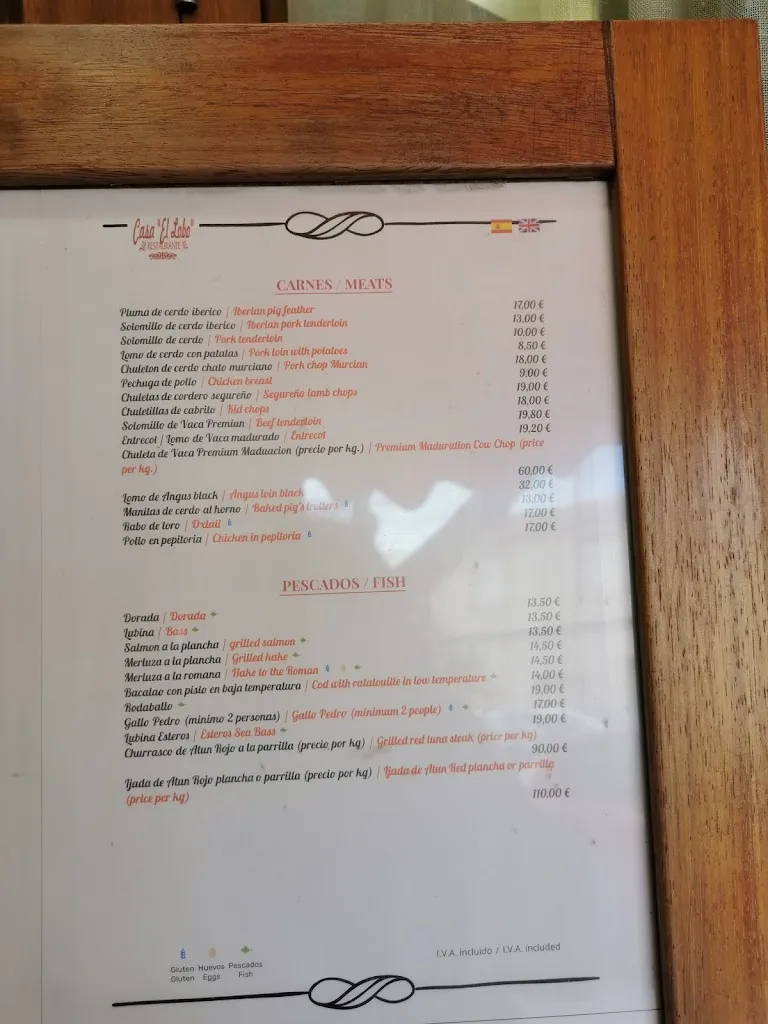 Casa "El Lobo"
RESTAURANTE
CARNES / MEATS
Pluma de cerdo iberico | Iberian pig feather 17,00 €
Solomillo de cerdo iberico | Iberian pork tenderloin 13,00 €
Solomillo de cerdo | Pork tenderloin 10,00 €
Lomo de cerdo con patatas | Pork loin with potatoes 8,50 €
Chuleton de cerdo chato murciano | Pork chop Murcian 18,00 €
Pechuga de pollo | Chicken breast 9,00 €
Chuletas de cordero segureño | Segureño lamb chops 19,00 €
Chuletillas de cabrito | Kid chops 18,00 €
Solomillo de Vaca Premiun | Beef tenderloin 19,80 €
Entrecot / Lomo de Vaca madurado | Entrecot 19,20 €
Chuleta de Vaca Premium Maduacion (precio por kg.) | Premium Maduration Cow Chop (price
per kg.) 60,00 €
Lomo de Angus black | Angus loin black 32,00 €
Manitas de cerdo al horno | Baked pig's trotters 13,00 €
Rabo de toro | Oxtail 17,00 €
Pollo en pepitoria | Chicken in pepitoria 17,00 €
PESCADOS / FISH
Dorada | Dorada 13,50 €
Lubina | Bass 13,50 €
Salmon a la plancha | grilled salmon 13,50 €
Merluza a la plancha | Grilled hake 14,50 €
Merluza a la romana | Hake to the Roman 14,50 €
Bacalao con pisto en baja temperatura | Cod with ratatouille in low temperature 14,00 €
Rodaballo 19,00 €
Gallo Pedro (minimo 2 personas) | Gallo Pedro (minimum 2 people) 17,00 €
Lubina Esteros | Esteros Sea Bass 19,00 €
Churrasco de Atun Rojo a la parrilla (precio por kg) | Grilled red tuna steak (price per kg)
90,00 €
Ijada de Atun Rojo plancha o parrilla (precio por kg) | Ijada de Atun Red plancha or parrilla
(price per kg) 110,00 €
Gluten Huevos Pescados
Gluten Eggs Fish
I.V.A. incluido / I.V.A. included